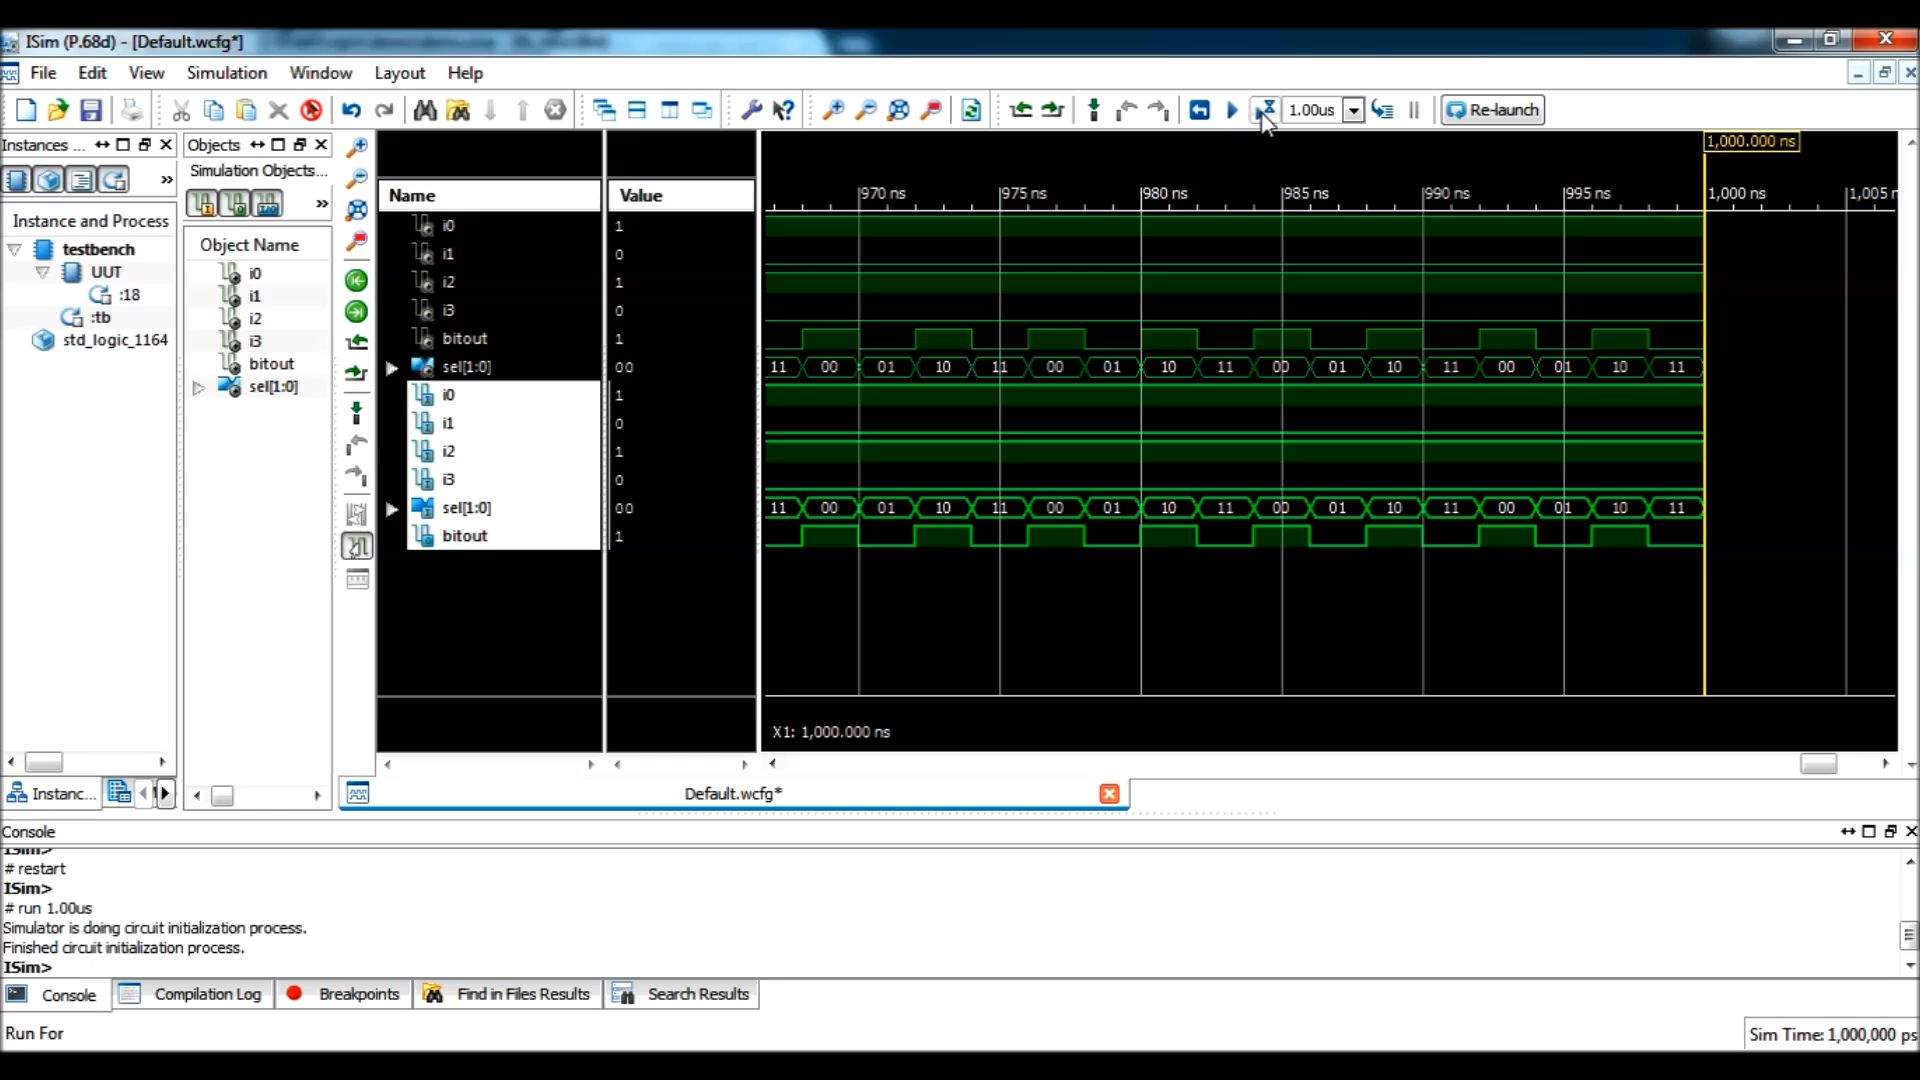 ISim (P.68d) - [Default.wcfg*]
File Edit View Simulation Window Layout Help
1.00us Re-launch
Instances ...
Instance and Process
testbench
UUT
:18
:tb
std_logic_1164
Instanc...
Objects
Simulation Objects...
Object Name
i0
i1
i2
i3
bitout
sel[1:0]
Name Value
i0 1
i1 0
i2 1
i3 0
bitout 1
sel[1:0] 00
i0 1
i1 0
i2 1
i3 0
sel[1:0] 00
bitout 1
1,000.000 ns
970 ns 975 ns 980 ns 985 ns 990 ns 995 ns 1,000 ns 1,005 n
11 00 01 10 11 00 01 10 11 00 01 10 11 00 01 10 11
11 00 01 10 11 00 01 10 11 00 01 10 11 00 01 10 11
X1: 1,000.000 ns
Default.wcfg*
Console
ISim>
# restart
ISim>
# run 1.00us
Simulator is doing circuit initialization process.
Finished circuit initialization process.
ISim>
Console Compilation Log Breakpoints Find in Files Results Search Results
Run For
Sim Time: 1,000,000 ps